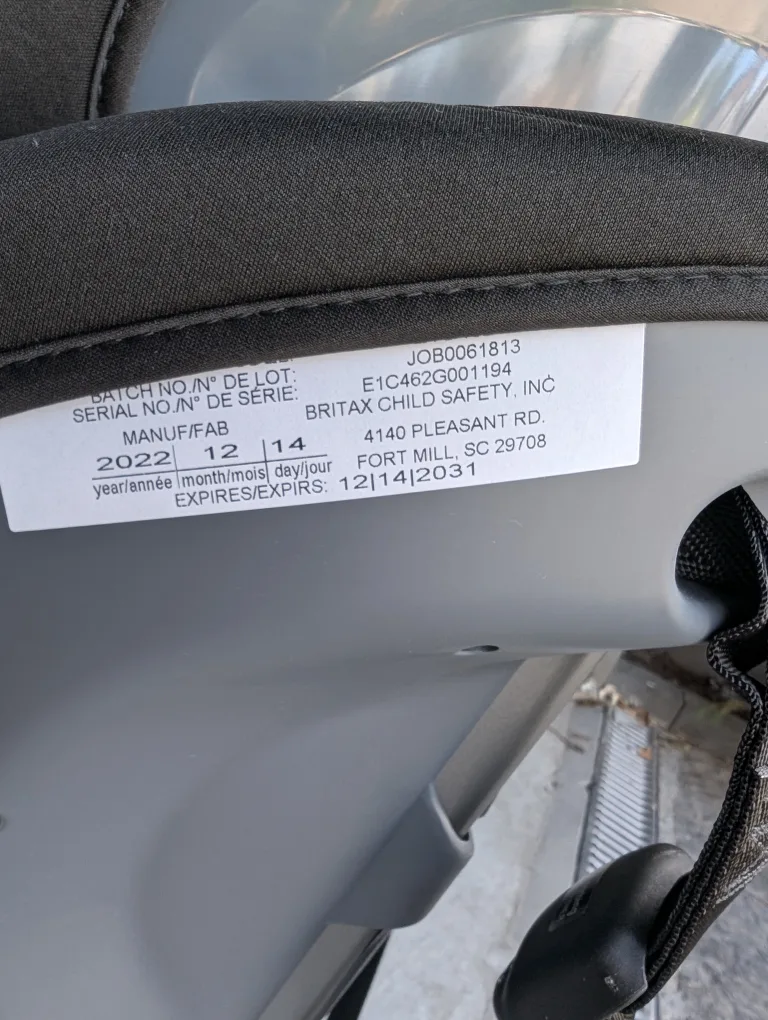 JOB0061813
BATCH NO./N° DE LOT: E1C462G001194
SERIAL NO./N° DE SÉRIE:
BRITAX CHILD SAFETY, INC
MANUF/FAB
4140 PLEASANT RD.
2022| 12 |14
FORT MILL, SC 29708
year/année |month/mois| day/jour
EXPIRES/EXPIRS: 12|14|2031